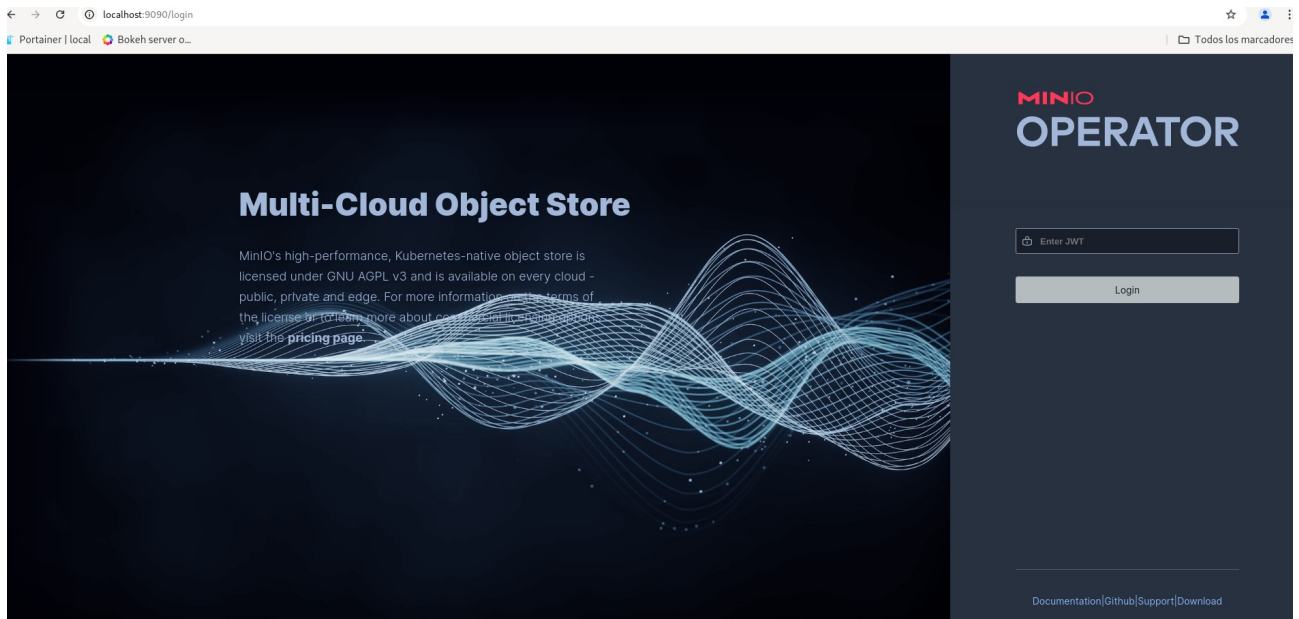 localhost:9090/login
Portainer | local
Bokeh server o...
Todos los marcadores
Multi-Cloud Object Store
MinIO's high-performance, Kubernetes-native object store is
licensed under GNU AGPL v3 and is available on every cloud -
public, private and edge. For more information on the terms of
the license or to learn more about commercial licensing options
visit the pricing page.
MINIO
OPERATOR
Enter JWT
Login
Documentation|Github|Support|Download